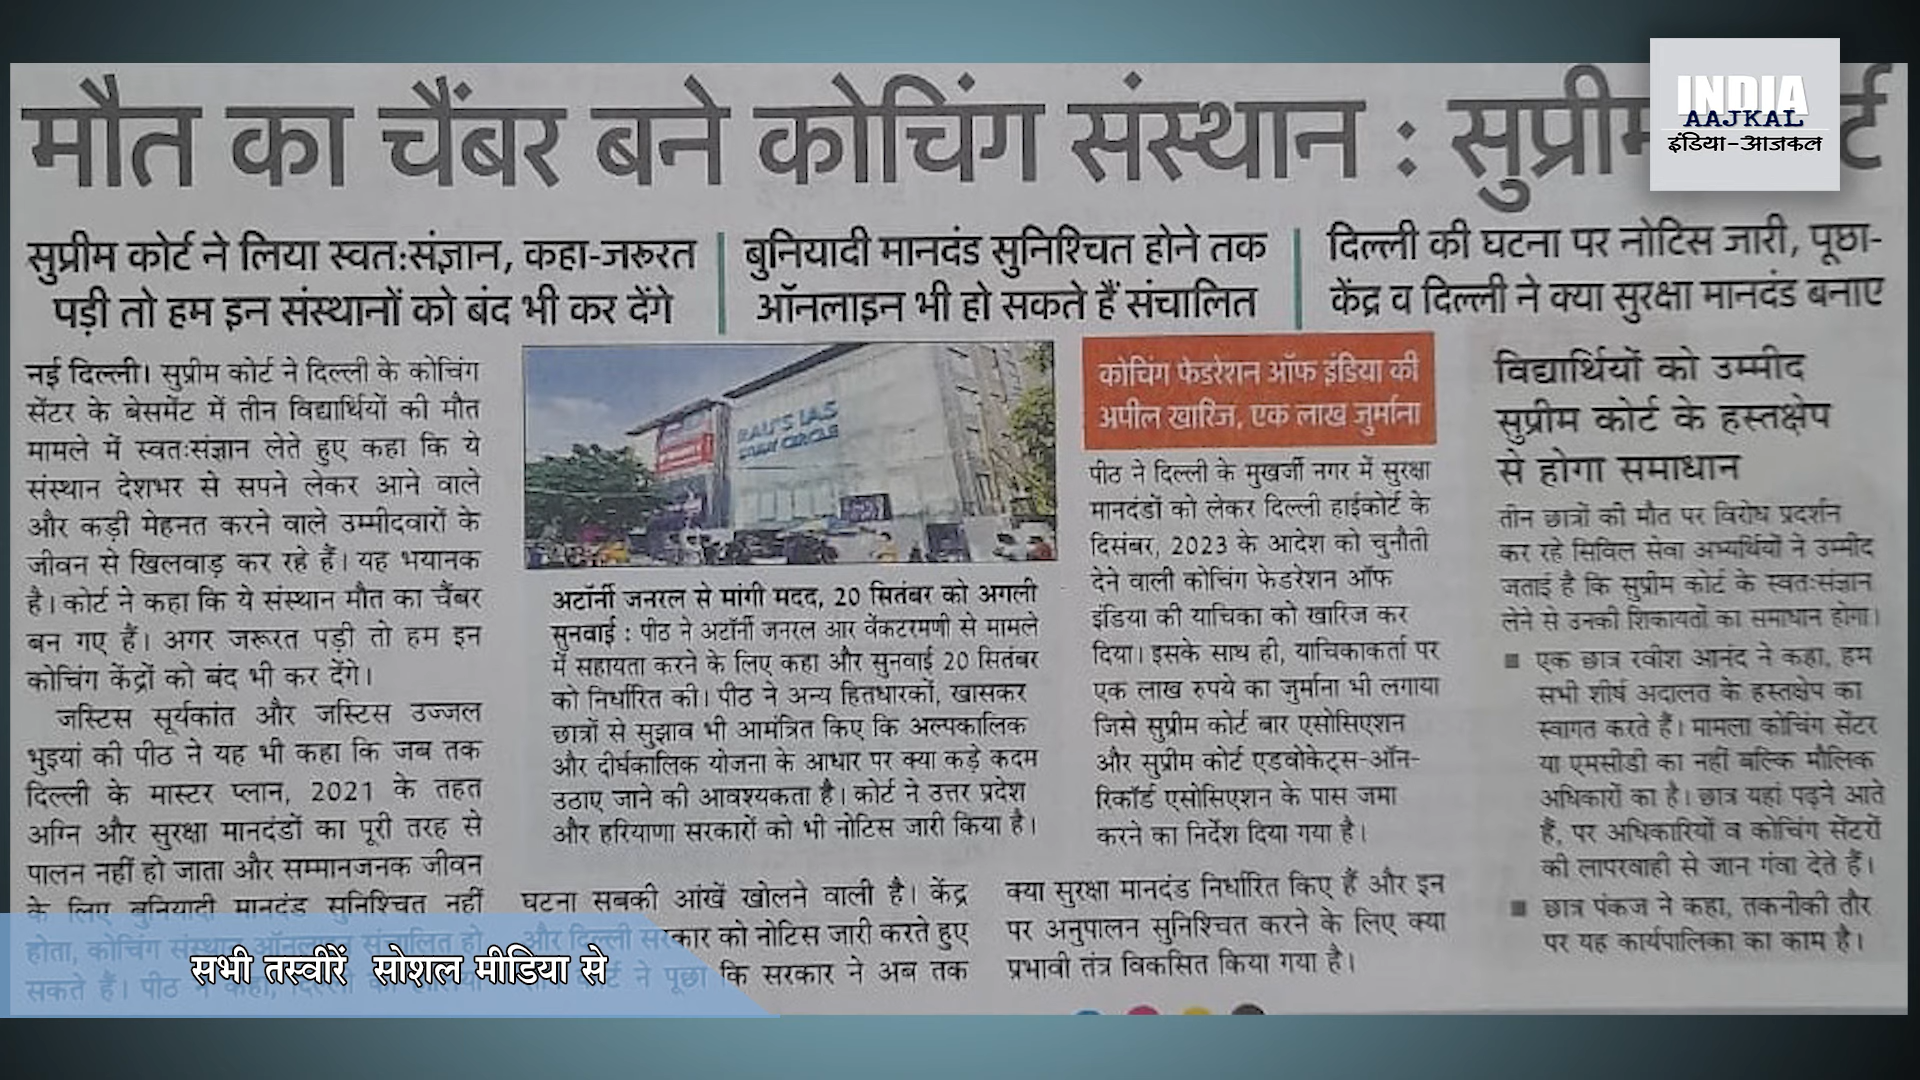 मौत का चैंबर बने कोचिंग संस्थान : सुप्रीम
INDIA
AAJKAL
इंडिया-आजकल
सुप्रीम कोर्ट ने लिया स्वतःसंज्ञान, कहा-जरूरत
पड़ी तो हम इन संस्थानों को बंद भी कर देंगे
बुनियादी मानदंड सुनिश्चित होने तक
ऑनलाइन भी हो सकते हैं संचालित
दिल्ली की घटना पर नोटिस जारी, पूछा-
केंद्र व दिल्ली ने क्या सुरक्षा मानदंड बनाए
नई दिल्ली। सुप्रीम कोर्ट ने दिल्ली के कोचिंग
सेंटर के बेसमेंट में तीन विद्यार्थियों की मौत
मामले में स्वतःसंज्ञान लेते हुए कहा कि ये
संस्थान देशभर से सपने लेकर आने वाले
और कड़ी मेहनत करने वाले उम्मीदवारों के
जीवन से खिलवाड़ कर रहे हैं। यह भयानक
है। कोर्ट ने कहा कि ये संस्थान मौत का चैंबर
बन गए हैं। अगर जरूरत पड़ी तो हम इन
कोचिंग केंद्रों को बंद भी कर देंगे।
जस्टिस सूर्यकांत और जस्टिस उज्जल
भुइयां की पीठ ने यह भी कहा कि जब तक
दिल्ली के मास्टर प्लान, 2021 के तहत
अग्नि और सुरक्षा मानदंडों का पूरी तरह से
पालन नहीं हो जाता और सम्मानजनक जीवन
के लिए बुनियादी मानदंड सुनिश्चित नहीं
होता, कोचिंग संस्थान ऑनलाइन संचालित हो
सकते हैं। पीठ ने कहा, दिल्ली की
RAU'S IAS
STUDY CIRCLE
अटॉर्नी जनरल से मांगी मदद, 20 सितंबर को अगली
सुनवाई : पीठ ने अटॉर्नी जनरल आर वेंकटरमणी से मामले
में सहायता करने के लिए कहा और सुनवाई 20 सितंबर
को निर्धारित की। पीठ ने अन्य हितधारकों, खासकर
छात्रों से सुझाव भी आमंत्रित किए कि अल्पकालिक
और दीर्घकालिक योजना के आधार पर क्या कड़े कदम
उठाए जाने की आवश्यकता है। कोर्ट ने उत्तर प्रदेश
और हरियाणा सरकारों को भी नोटिस जारी किया है।
घटना सबकी आंखें खोलने वाली है। केंद्र
और दिल्ली सरकार को नोटिस जारी करते हुए
कोर्ट ने पूछा कि सरकार ने अब तक
क्या सुरक्षा मानदंड निर्धारित किए हैं और इन
पर अनुपालन सुनिश्चित करने के लिए क्या
प्रभावी तंत्र विकसित किया गया है।
कोचिंग फेडरेशन ऑफ इंडिया की
अपील खारिज, एक लाख जुर्माना
पीठ ने दिल्ली के मुखर्जी नगर में सुरक्षा
मानदंडों को लेकर दिल्ली हाईकोर्ट के
दिसंबर, 2023 के आदेश को चुनौती
देने वाली कोचिंग फेडरेशन ऑफ
इंडिया की याचिका को खारिज कर
दिया। इसके साथ ही, याचिकाकर्ता पर
एक लाख रुपये का जुर्माना भी लगाया
जिसे सुप्रीम कोर्ट बार एसोसिएशन
और सुप्रीम कोर्ट एडवोकेट्स-ऑन-
रिकॉर्ड एसोसिएशन के पास जमा
करने का निर्देश दिया गया है।
विद्यार्थियों को उम्मीद
सुप्रीम कोर्ट के हस्तक्षेप
से होगा समाधान
तीन छात्रों की मौत पर विरोध प्रदर्शन
कर रहे सिविल सेवा अभ्यर्थियों ने उम्मीद
जताई है कि सुप्रीम कोर्ट के स्वतःसंज्ञान
लेने से उनकी शिकायतों का समाधान होगा।
■ एक छात्र रवीश आनंद ने कहा, हम
सभी शीर्ष अदालत के हस्तक्षेप का
स्वागत करते हैं। मामला कोचिंग सेंटर
या एमसीडी का नहीं बल्कि मौलिक
अधिकारों का है। छात्र यहां पढ़ने आते
हैं, पर अधिकारियों व कोचिंग सेंटरों
की लापरवाही से जान गंवा देते हैं।
■ छात्र पंकज ने कहा, तकनीकी तौर
पर यह कार्यपालिका का काम है।
सभी तस्वीरें सोशल मीडिया से